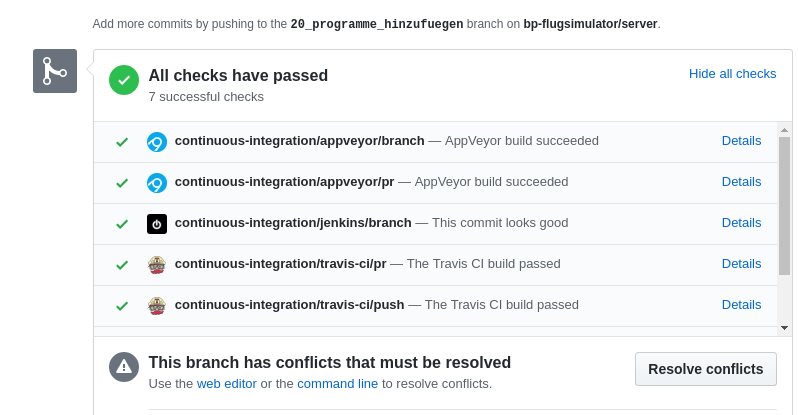 Add more commits by pushing to the 20_programme_hinzufuegen branch on bp-flugsimulator/server.
All checks have passed
Hide all checks
7 successful checks
continuous-integration/appveyor/branch — AppVeyor build succeeded Details
continuous-integration/appveyor/pr — AppVeyor build succeeded Details
continuous-integration/jenkins/branch — This commit looks good Details
continuous-integration/travis-ci/pr — The Travis CI build passed Details
continuous-integration/travis-ci/push — The Travis CI build passed Details
This branch has conflicts that must be resolved
Use the web editor or the command line to resolve conflicts.
Resolve conflicts